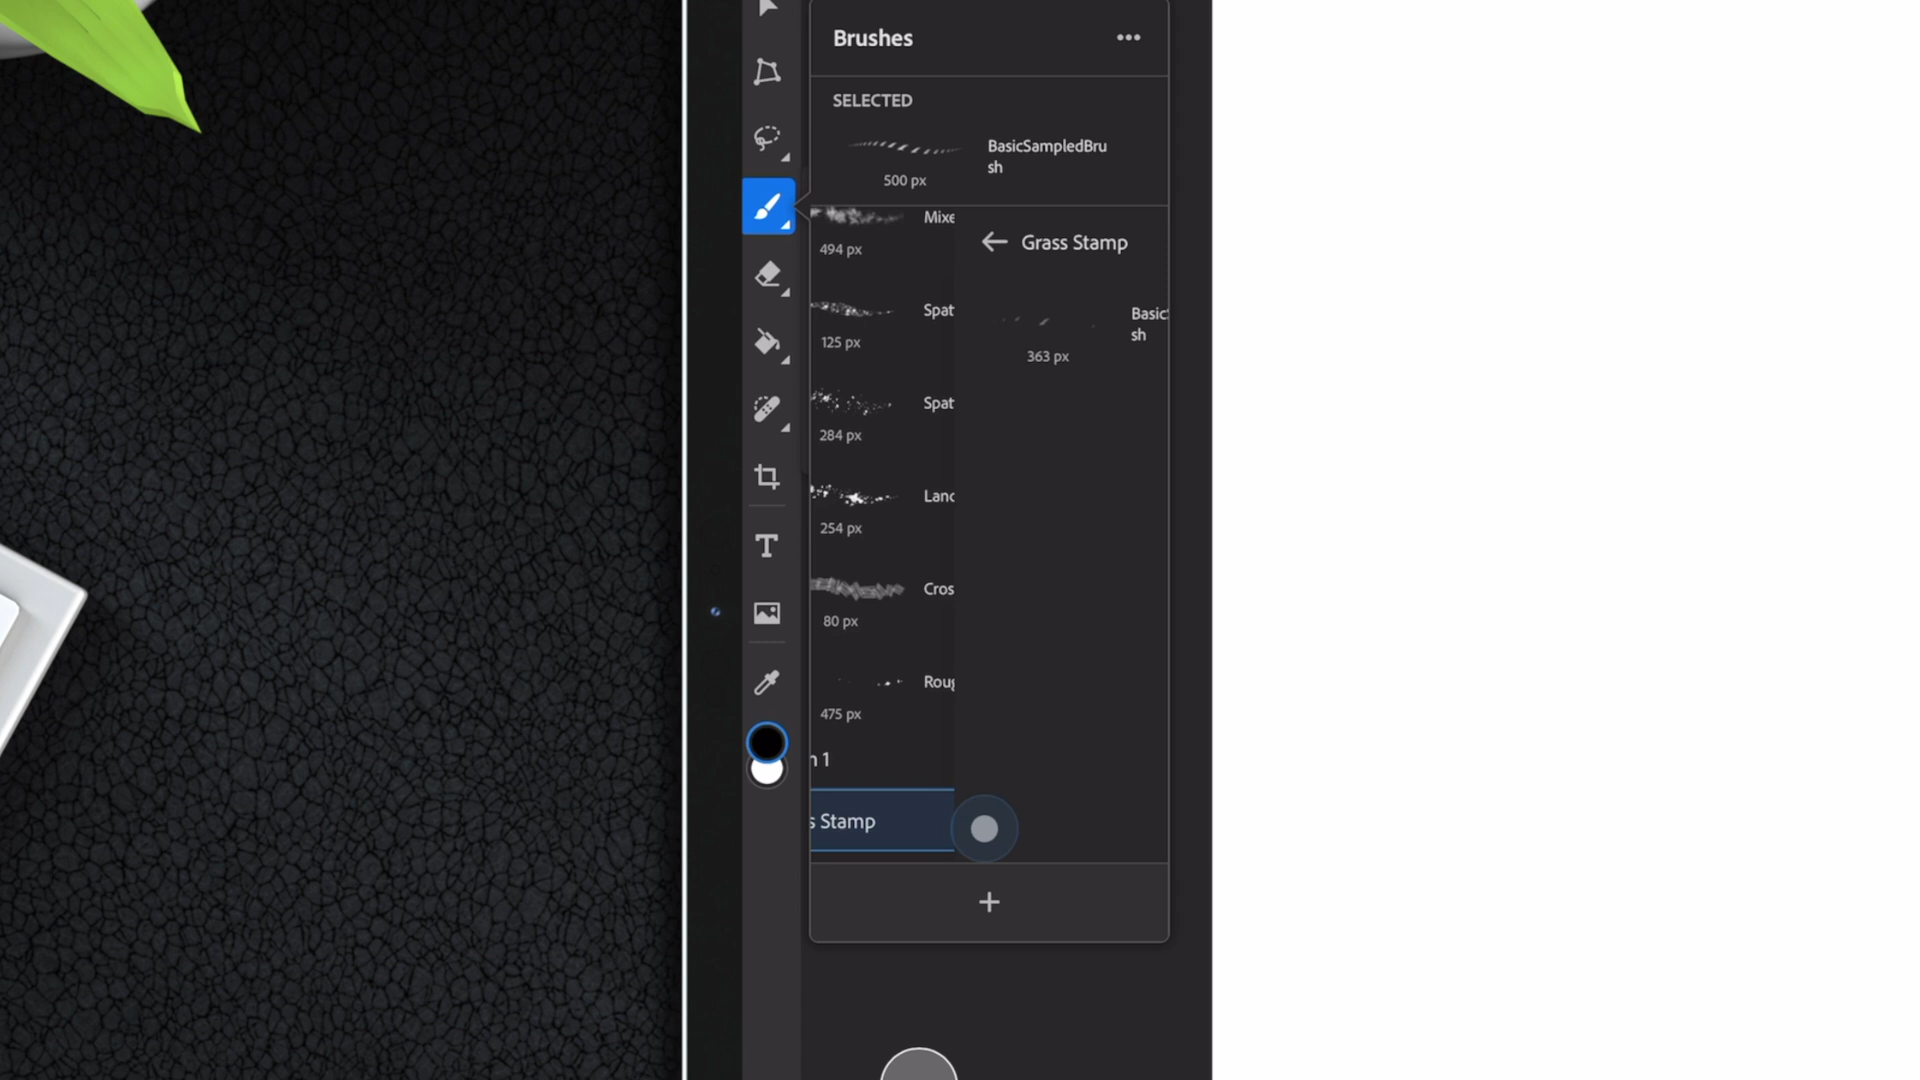 Brushes
SELECTED
BasicSampledBru
sh
500 px
Mixe
494 px
Grass Stamp
Spat
125 px
Basic
sh
363 px
Spat
284 px
Lanc
254 px
Cros
80 px
Roug
475 px
n 1
s Stamp